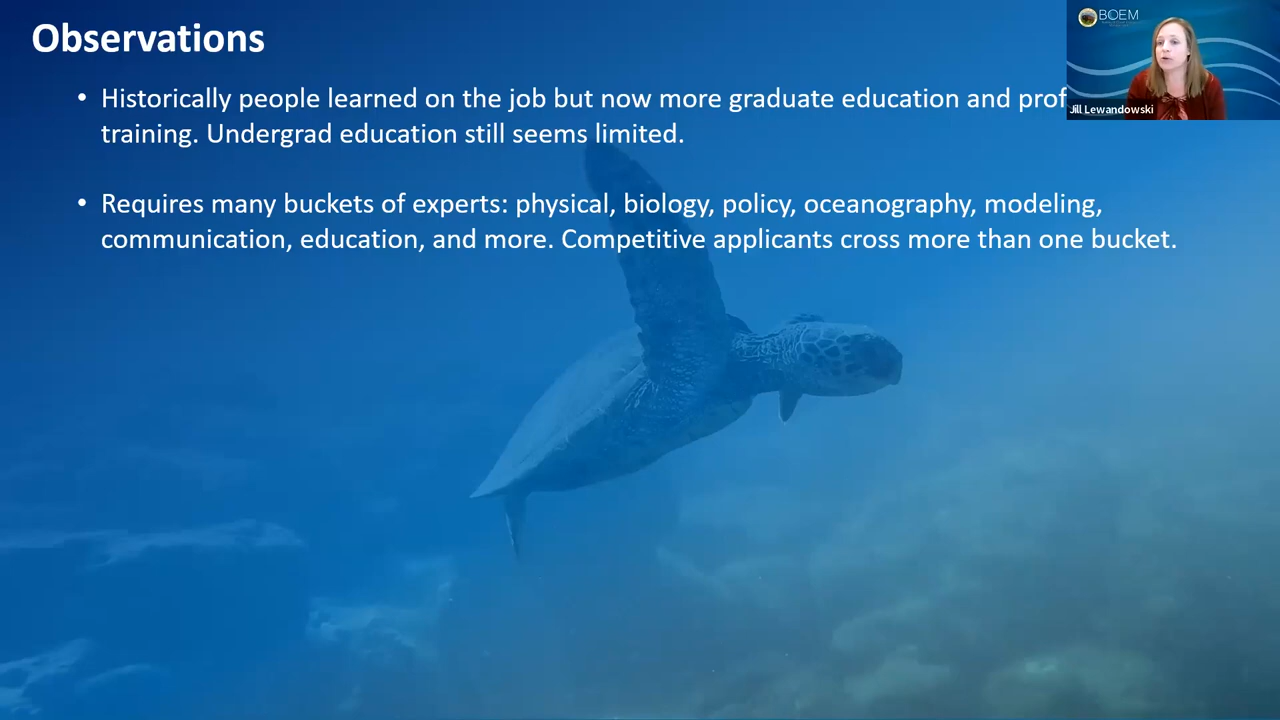 Observations
• Historically people learned on the job but now more graduate education and prof
training. Undergrad education still seems limited.
• Requires many buckets of experts: physical, biology, policy, oceanography, modeling,
communication, education, and more. Competitive applicants cross more than one bucket.
BOEM
Jill Lewandowski